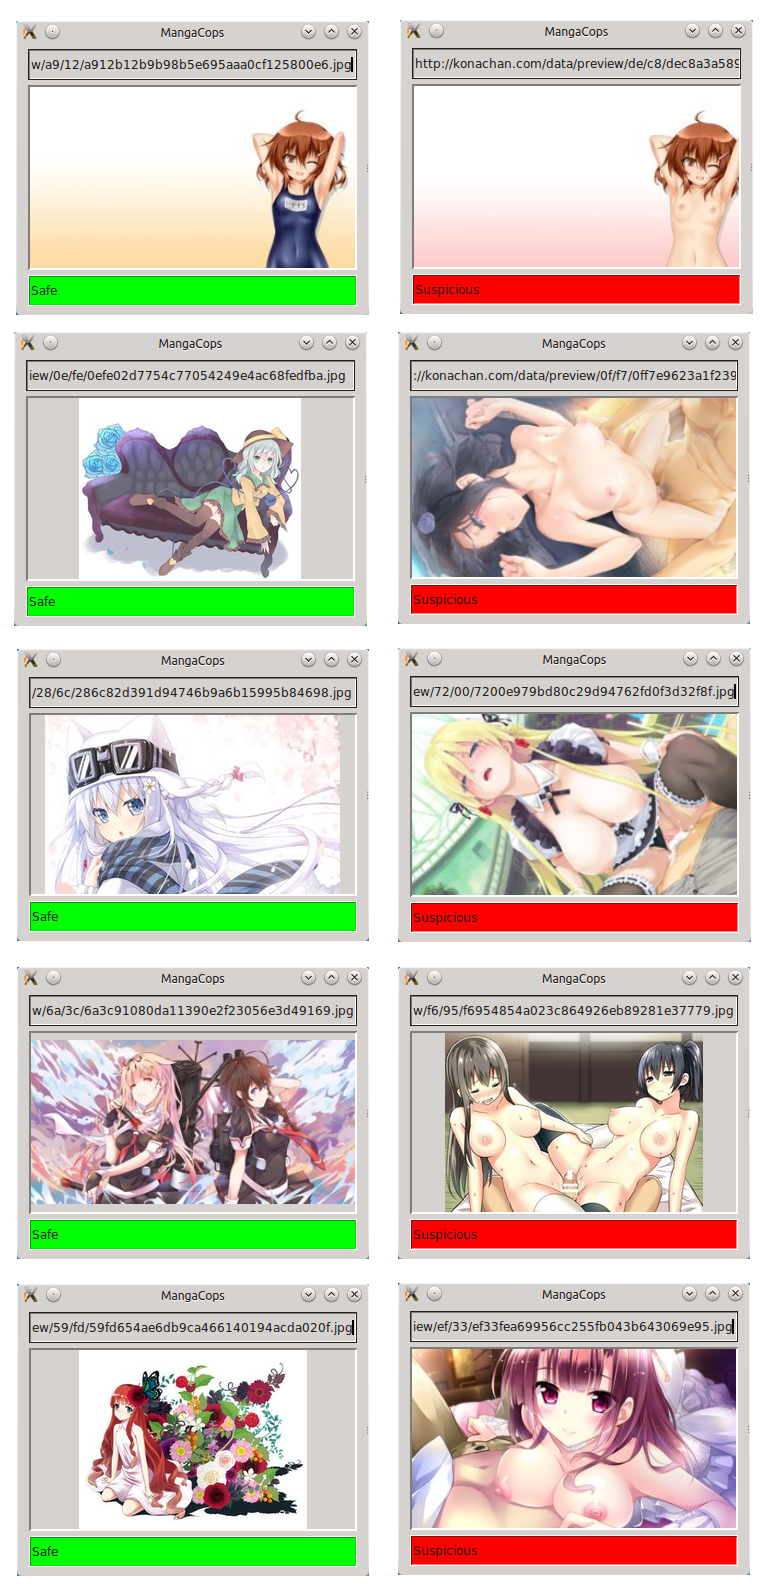 MangaCops
w/a9/12/a912b12b9b98b5e695aaa0cf125800e6.jpg
Safe
MangaCops
http://konachan.com/data/preview/de/c8/dec8a3a589
Suspicious
MangaCops
iew/0e/fe/0efe02d7754c77054249e4ac68fedfba.jpg
Safe
MangaCops
://konachan.com/data/preview/0f/f7/0ff7e9623a1f239
Suspicious
MangaCops
/28/6c/286c82d391d94746b9a6b15995b84698.jpg
Safe
MangaCops
ew/72/00/7200e979bd80c29d94762fd0f3d32f8f.jpg
Suspicious
MangaCops
w/6a/3c/6a3c91080da11390e2f23056e3d49169.jpg
Safe
MangaCops
w/f6/95/f6954854a023c864926eb89281e37779.jpg
Suspicious
MangaCops
ew/59/fd/59fd654ae6db9ca466140194acda020f.jpg
Safe
MangaCops
iew/ef/33/ef33fea69956cc255fb043b643069e95.jpg
Suspicious